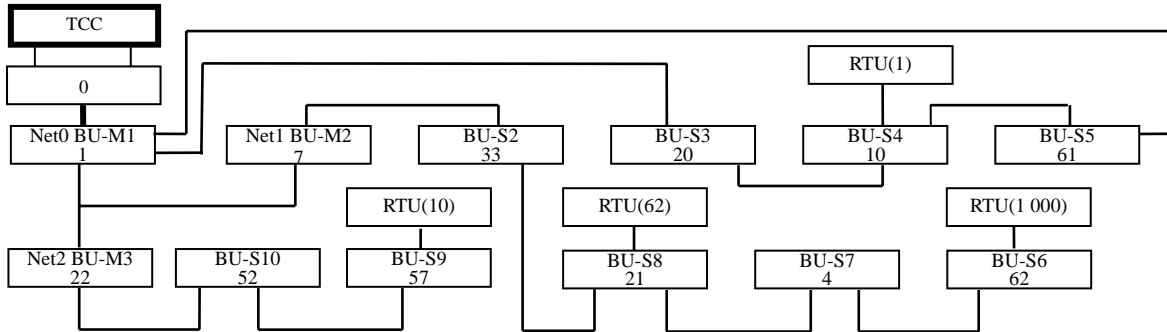 TCC
0
RTU(1)
Net0 BU-M1
1
Net1 BU-M2
7
BU-S2
33
BU-S3
20
BU-S4
10
BU-S5
61
RTU(10)
RTU(62)
RTU(1 000)
Net2 BU-M3
22
BU-S10
52
BU-S9
57
BU-S8
21
BU-S7
4
BU-S6
62